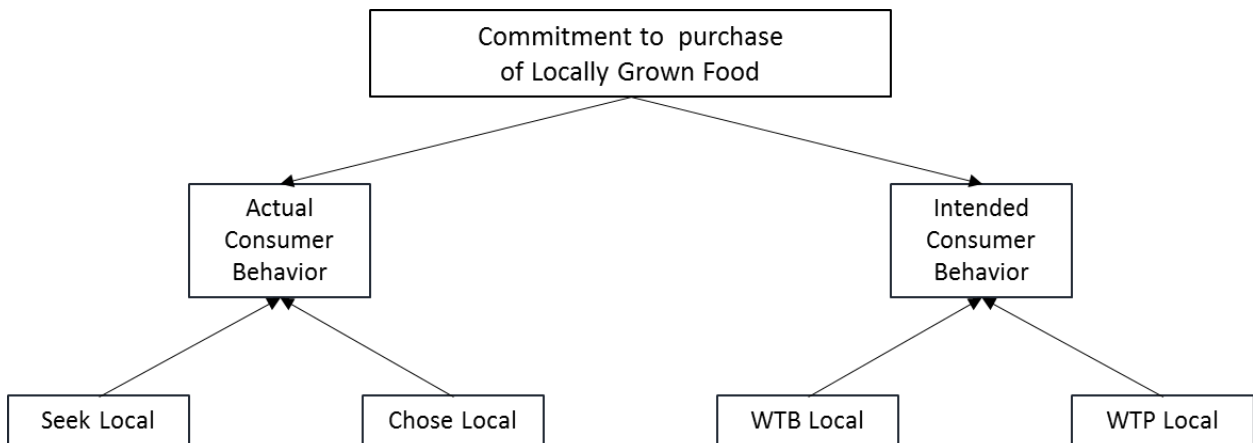 Commitment to purchase
of Locally Grown Food
Actual
Consumer
Behavior
Intended
Consumer
Behavior
Seek Local
Chose Local
WTB Local
WTP Local